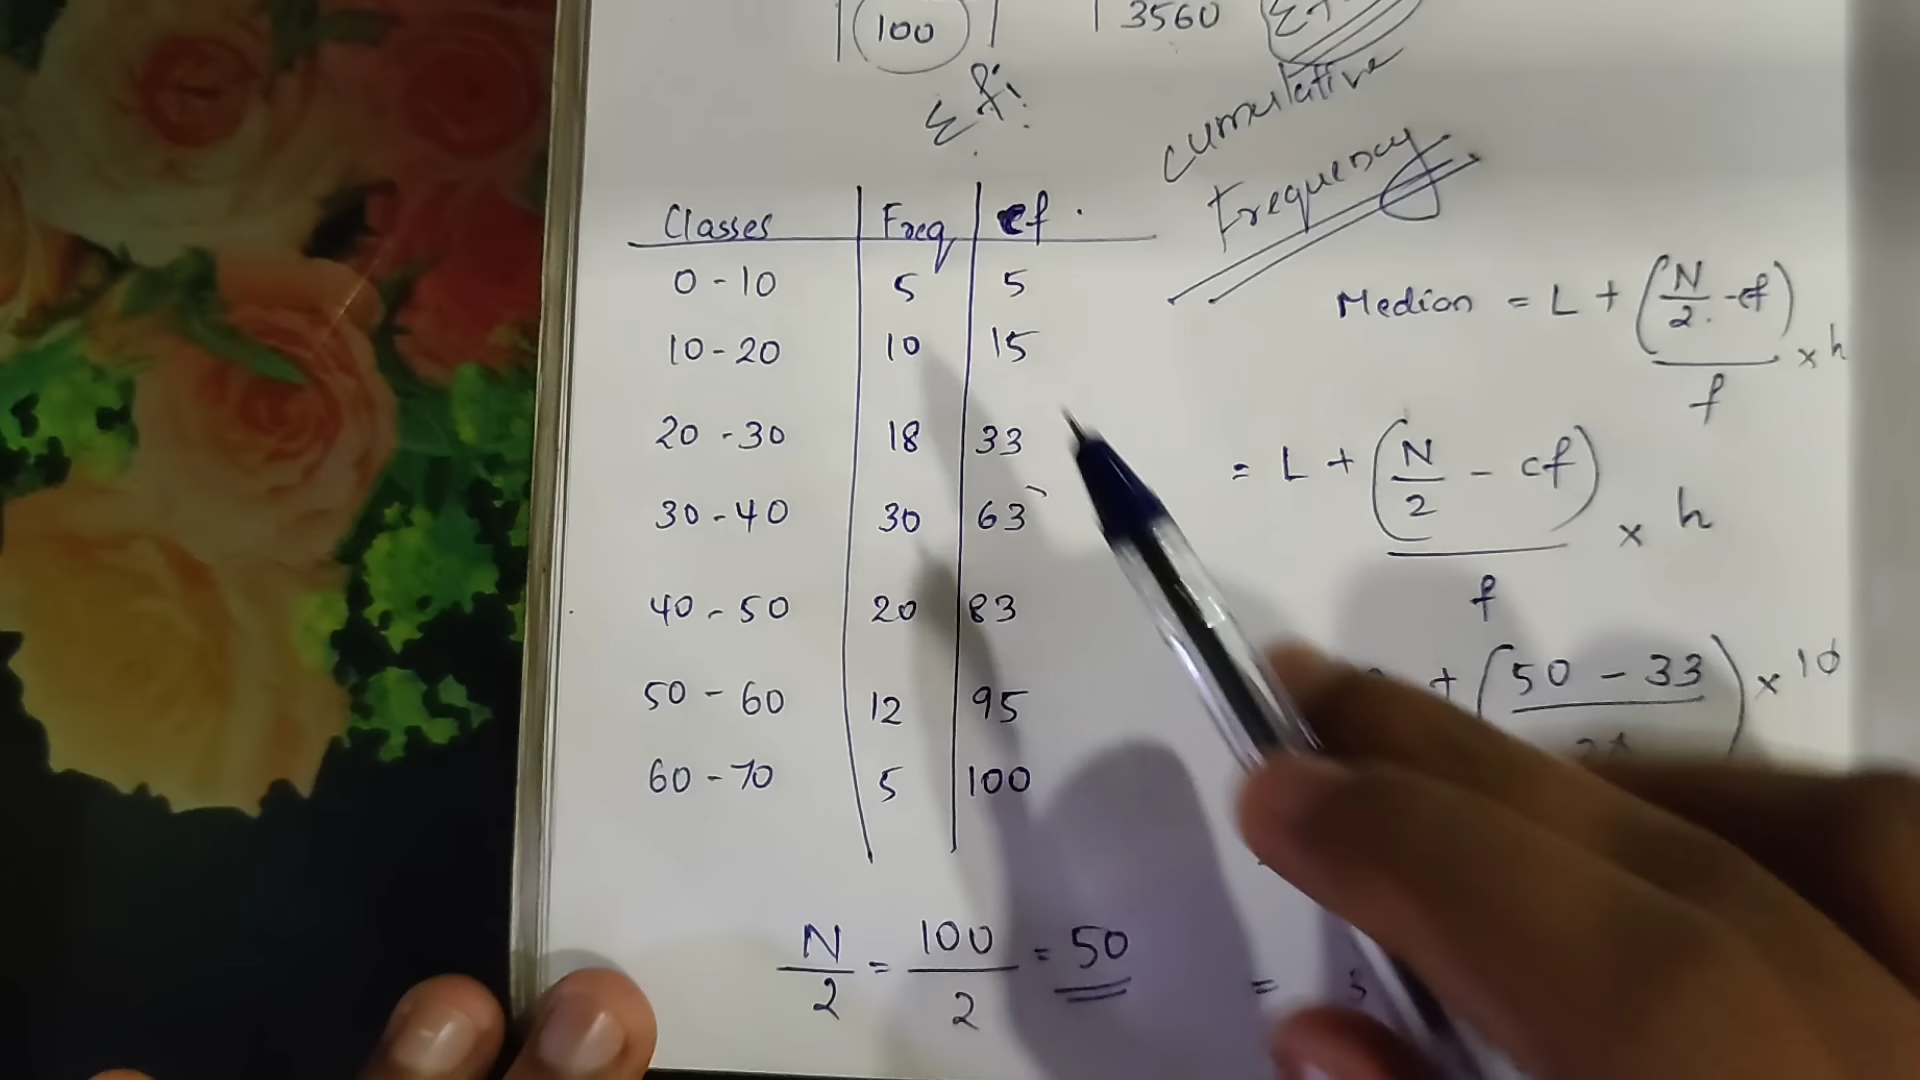 100 3560
Σfi
cumulative
Frequency
Classes Freq cf
0-10 5 5
10-20 10 15
20-30 18 33
30-40 30 63
40-50 20 83
50-60 12 95
60-70 5 100
N/2 = 100/2 = 50
Median = L + (N/2 - cf)/f × h
= L + (N/2 - cf)/f × h
+ (50 - 33) × 10
=